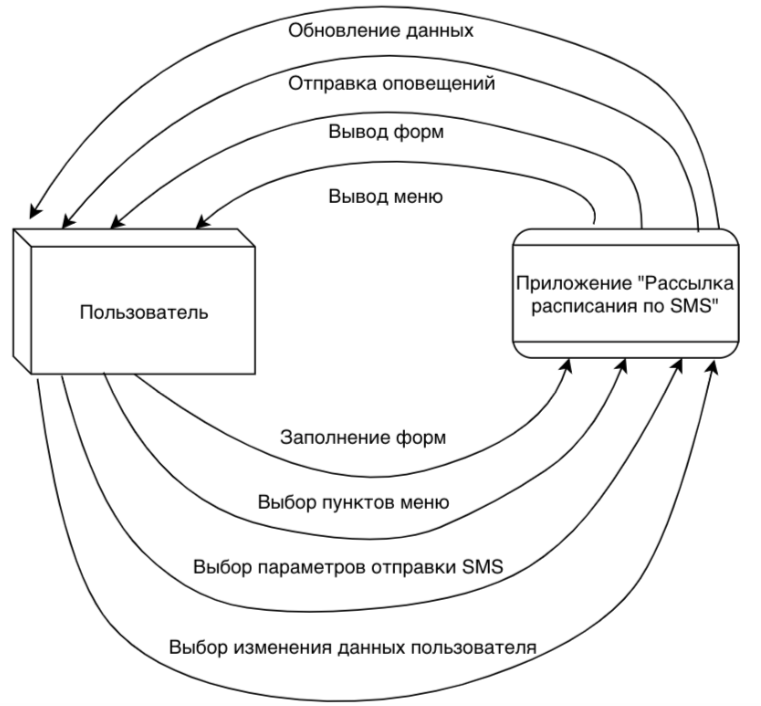 Обновление данных
Отправка оповещений
Вывод форм
Вывод меню
Пользователь
Приложение "Рассылка
расписания по SMS"
Заполнение форм
Выбор пунктов меню
Выбор параметров отправки SMS
Выбор изменения данных пользователя